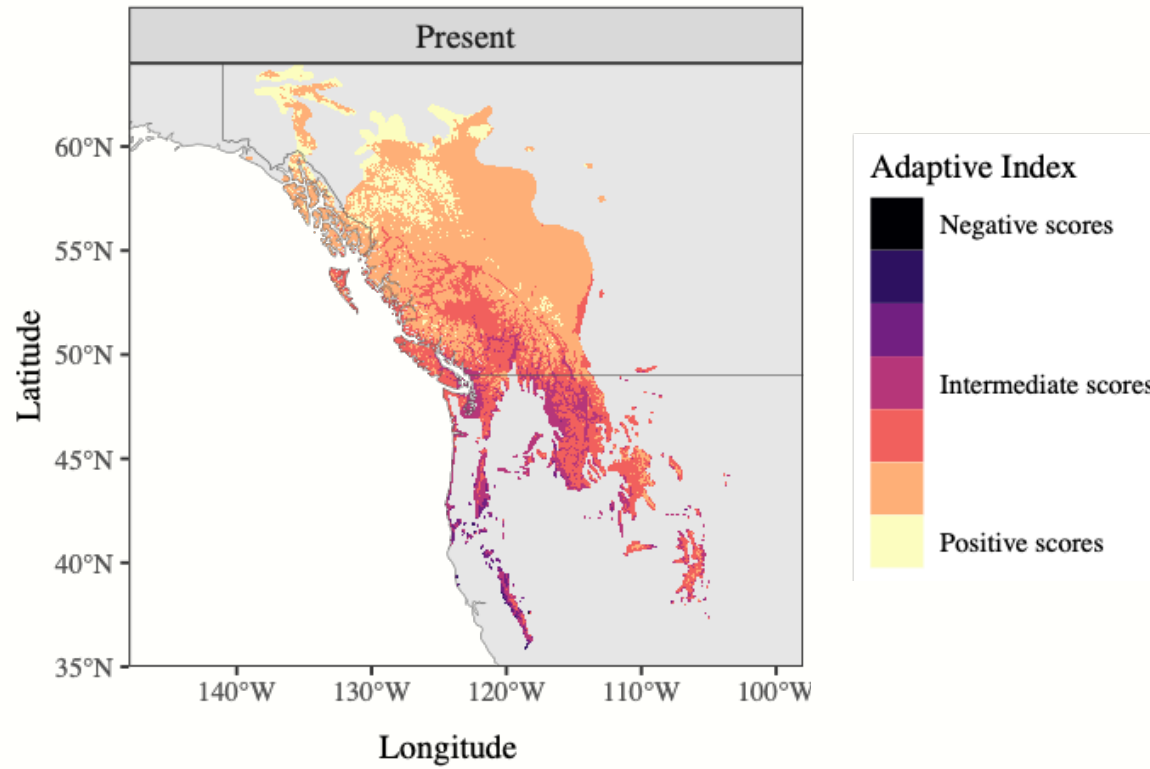 Present
60°N
55°N
50°N
45°N
40°N
35°N
Latitude
140°W
130°W
120°W
110°W
100°W
Longitude
Adaptive Index
Negative scores
Intermediate scores
Positive scores